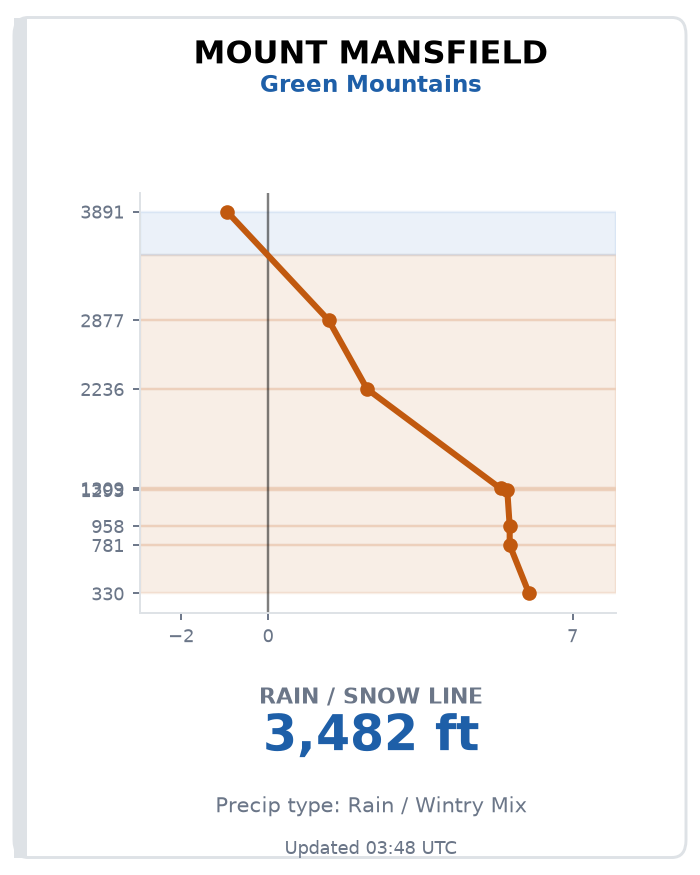 MOUNT MANSFIELD
Green Mountains
3891
2877
2236
958
781
330
−2 0 7
RAIN / SNOW LINE
3,482 ft
Precip type: Rain / Wintry Mix
Updated 03:48 UTC